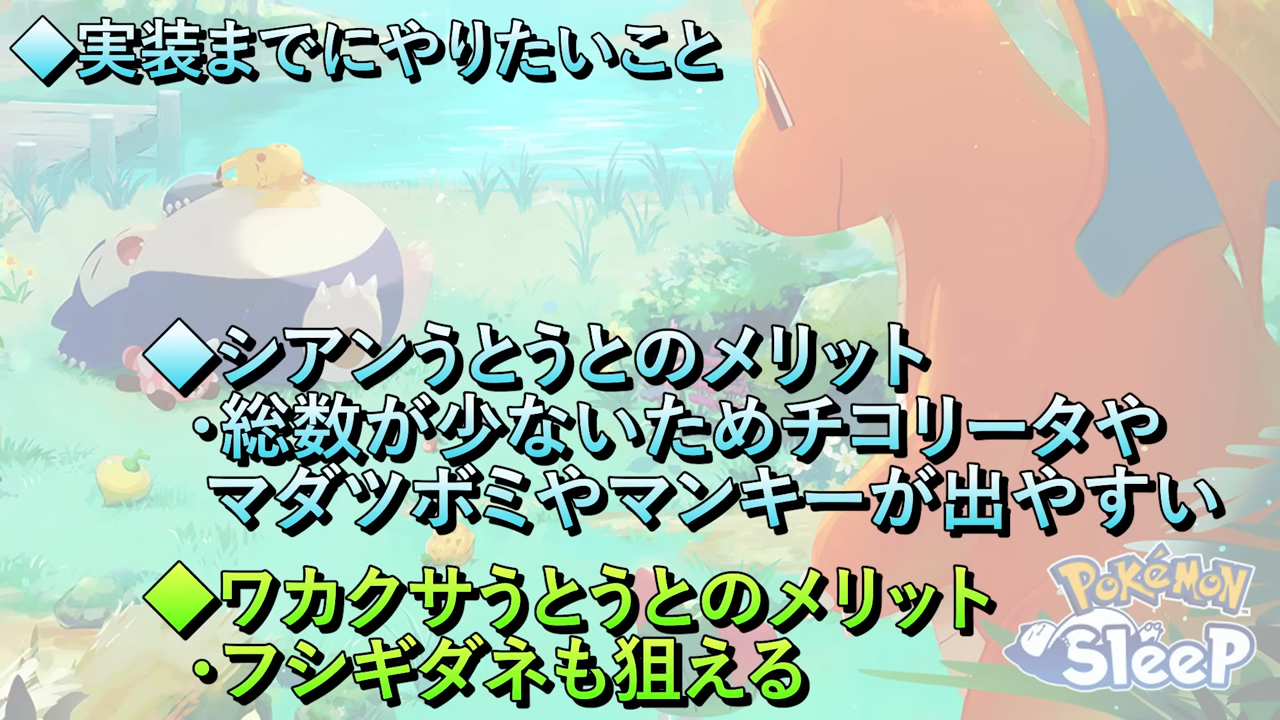 ◆実装までにやりたいこと
◆シアンうとうとのメリット
・総数が少ないためチコリータや
マダツボミやマンキーが出やすい
◆ワカクサうとうとのメリット
・フシギダネも狙える
POKéMON
Sleep